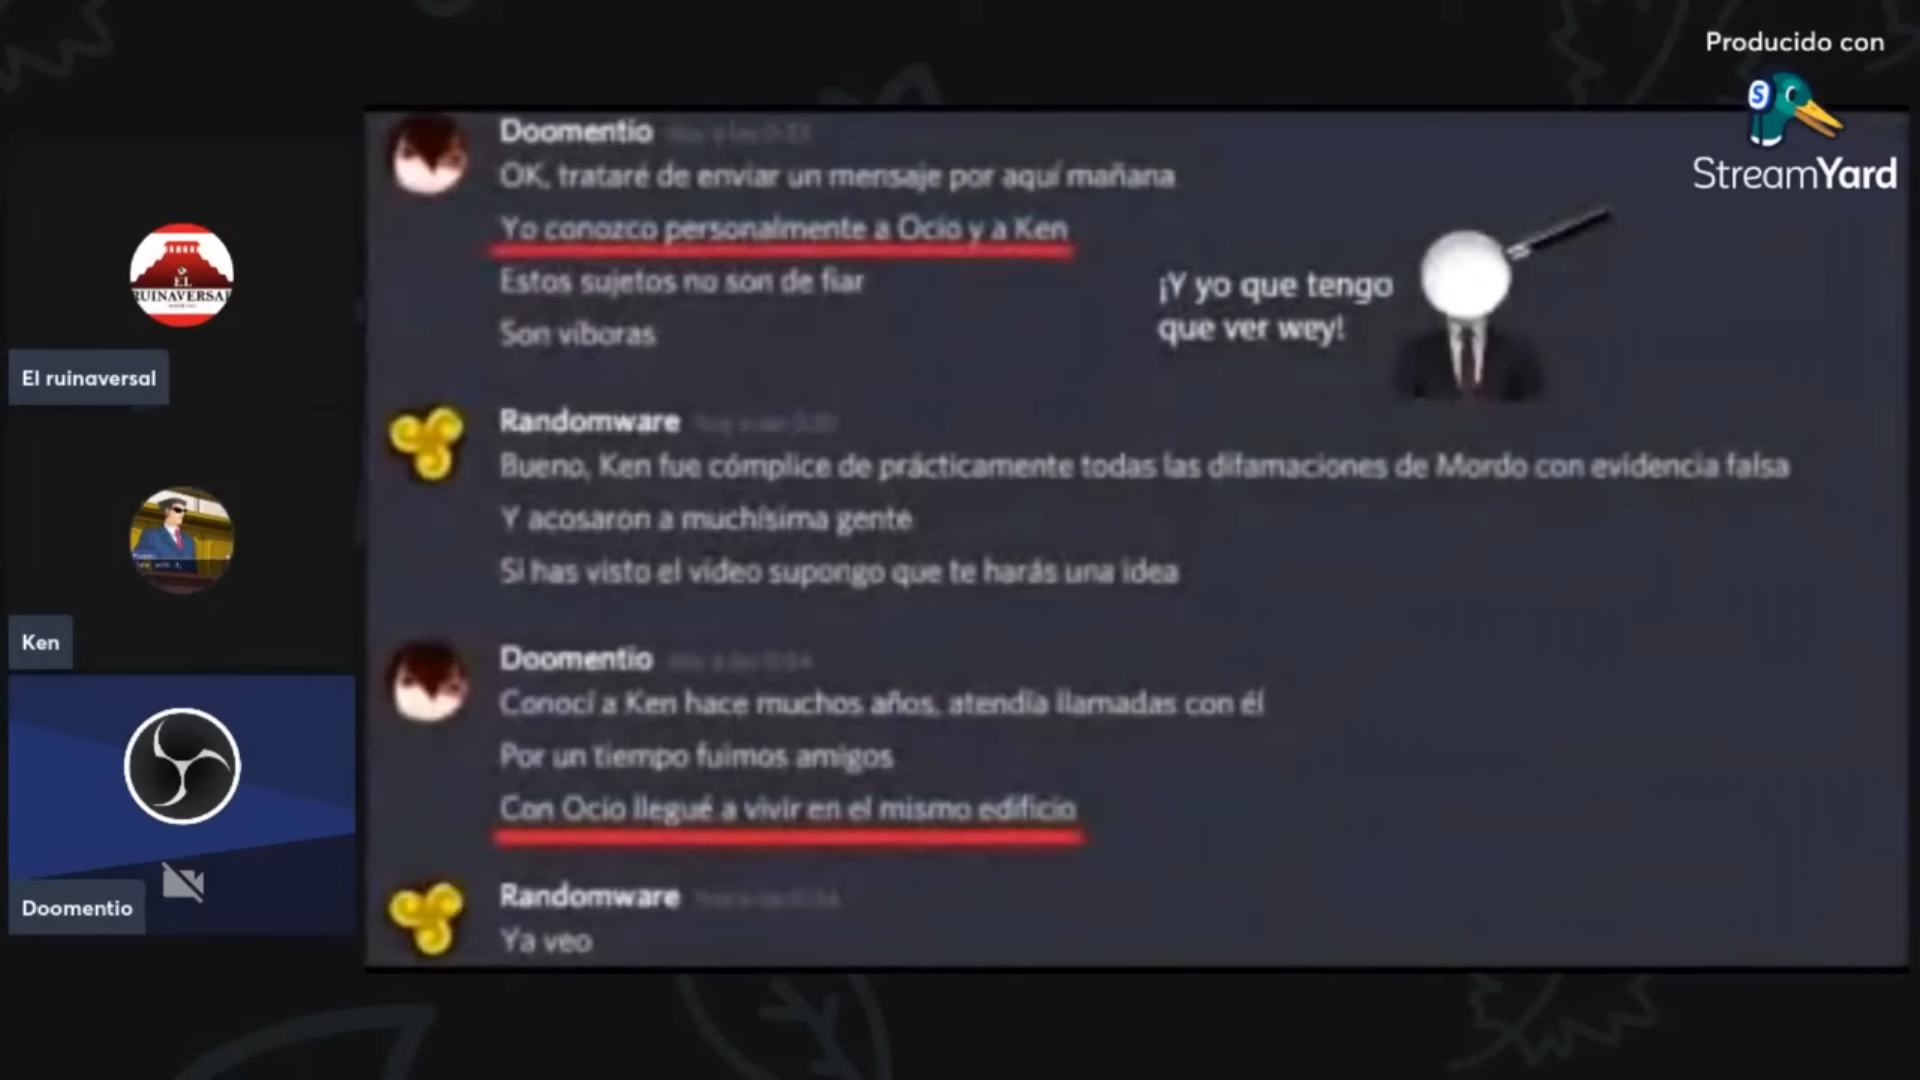 Producido con
StreamYard
Doomentio
OK, trataré de enviar un mensaje por aquí mañana
Yo conozco personalmente a Ocio y a Ken
Estos sujetos no son de fiar
Son víboras
¡Y yo que tengo
que ver wey!
Randomware
Bueno, Ken fue cómplice de prácticamente todas las difamaciones de Mordo con evidencia falsa
Y acosaron a muchísima gente
Si has visto el video supongo que te harás una idea
Doomentio
Conocí a Ken hace muchos años, atendía llamadas con él
Por un tiempo fuimos amigos
Con Ocio llegué a vivir en el mismo edificio
Randomware
Ya veo
EL
RUINAVERSAL
El ruinaversal
Ken
Doomentio